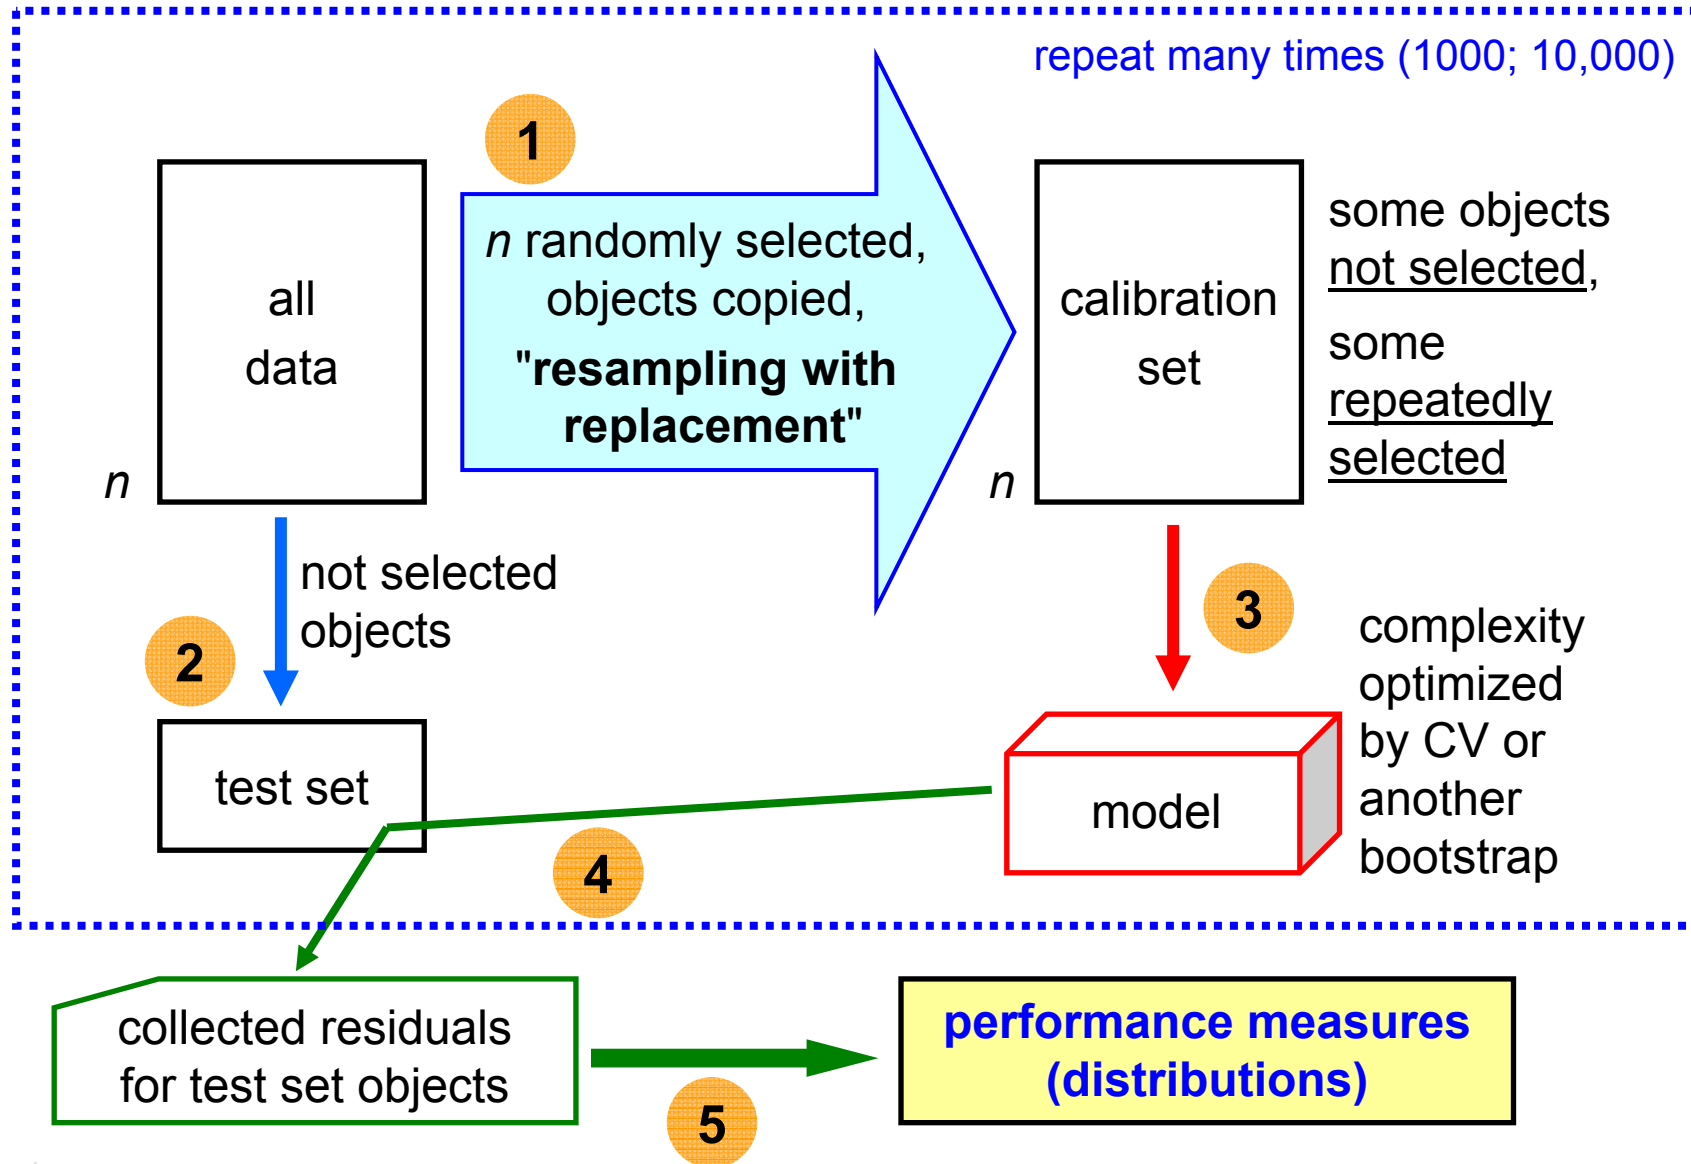 repeat many times (1000; 10,000)
1
all
data
n
n randomly selected,
objects copied,
"resampling with
replacement"
calibration
set
n
some objects
not selected,
some
repeatedly
selected
not selected
objects
2
test set
3
complexity
optimized
by CV or
another
bootstrap
model
4
collected residuals
for test set objects
5
performance measures
(distributions)